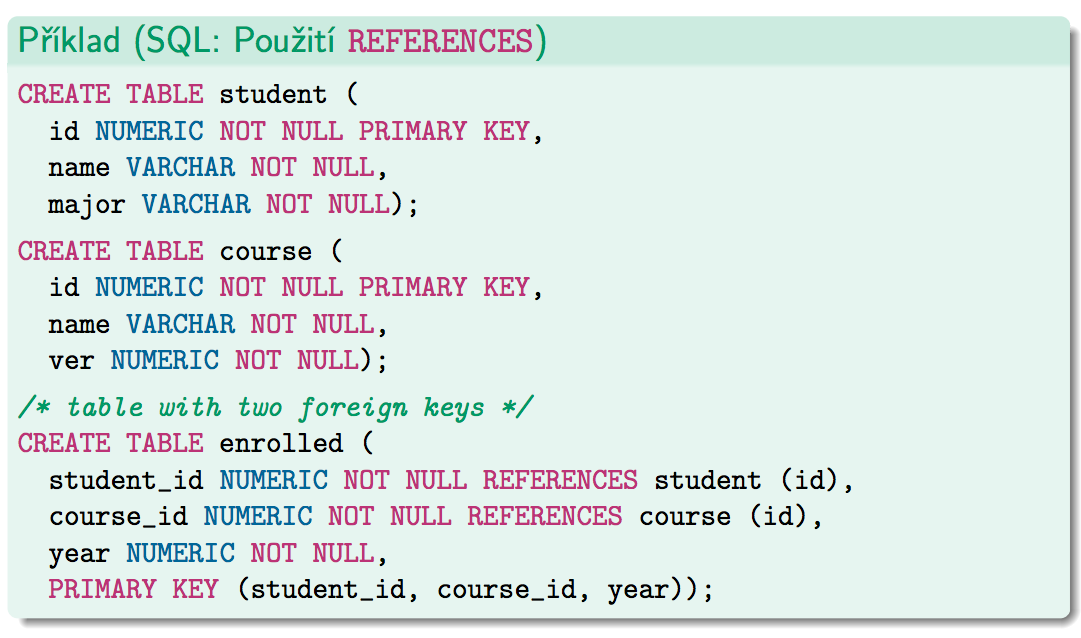 Příklad (SQL: Použití REFERENCES)
CREATE TABLE student (
id NUMERIC NOT NULL PRIMARY KEY,
name VARCHAR NOT NULL,
major VARCHAR NOT NULL);
CREATE TABLE course (
id NUMERIC NOT NULL PRIMARY KEY,
name VARCHAR NOT NULL,
ver NUMERIC NOT NULL);
/* table with two foreign keys */
CREATE TABLE enrolled (
student_id NUMERIC NOT NULL REFERENCES student (id),
course_id NUMERIC NOT NULL REFERENCES course (id),
year NUMERIC NOT NULL,
PRIMARY KEY (student_id, course_id, year));